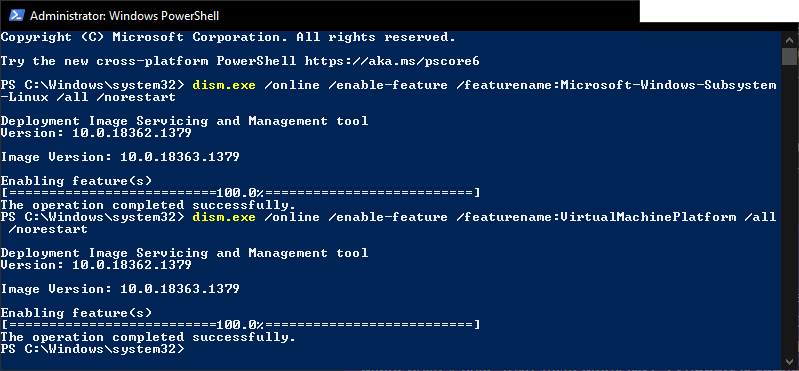 Administrator: Windows PowerShell
Copyright (C) Microsoft Corporation. All rights reserved.
Try the new cross-platform PowerShell https://aka.ms/pscore6
PS C:\Windows\system32> dism.exe /online /enable-feature /featurename:Microsoft-Windows-Subsystem
-Linux /all /norestart
Deployment Image Servicing and Management tool
Version: 10.0.18362.1379
Image Version: 10.0.18363.1379
Enabling feature(s)
[==========================100.0%==========================]
The operation completed successfully.
PS C:\Windows\system32> dism.exe /online /enable-feature /featurename:VirtualMachinePlatform /all
/norestart
Deployment Image Servicing and Management tool
Version: 10.0.18362.1379
Image Version: 10.0.18363.1379
Enabling feature(s)
[==========================100.0%==========================]
The operation completed successfully.
PS C:\Windows\system32>